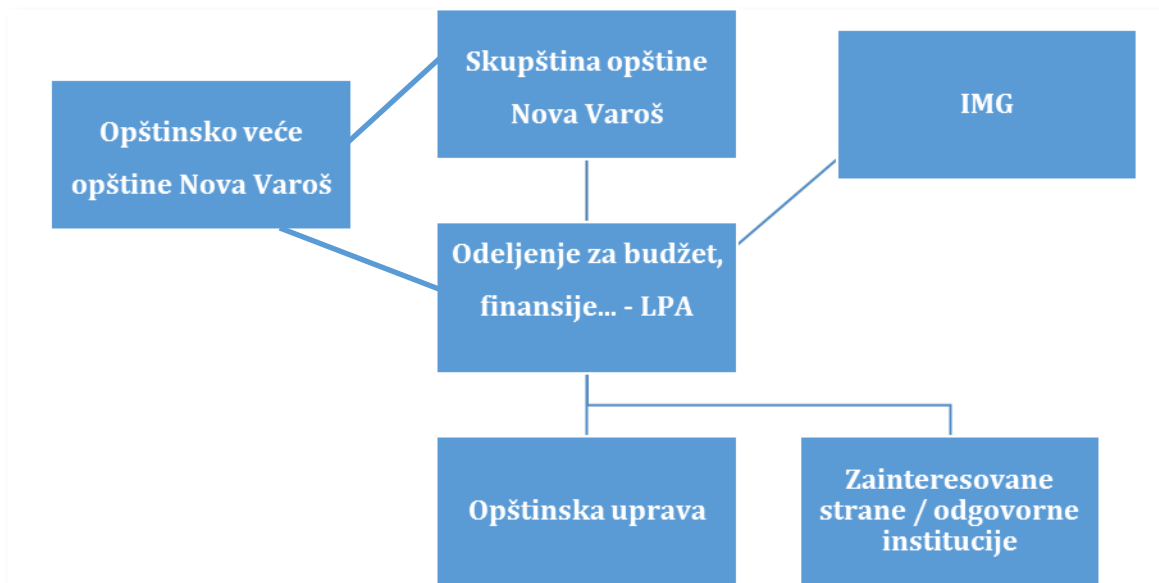 Skupština opštine
Nova Varoš
IMG
Opštinsko veće
opštine Nova Varoš
Odeljenje za budžet,
finansije... - LPA
Opštinska uprava
Zainteresovane
strane / odgovorne
institucije